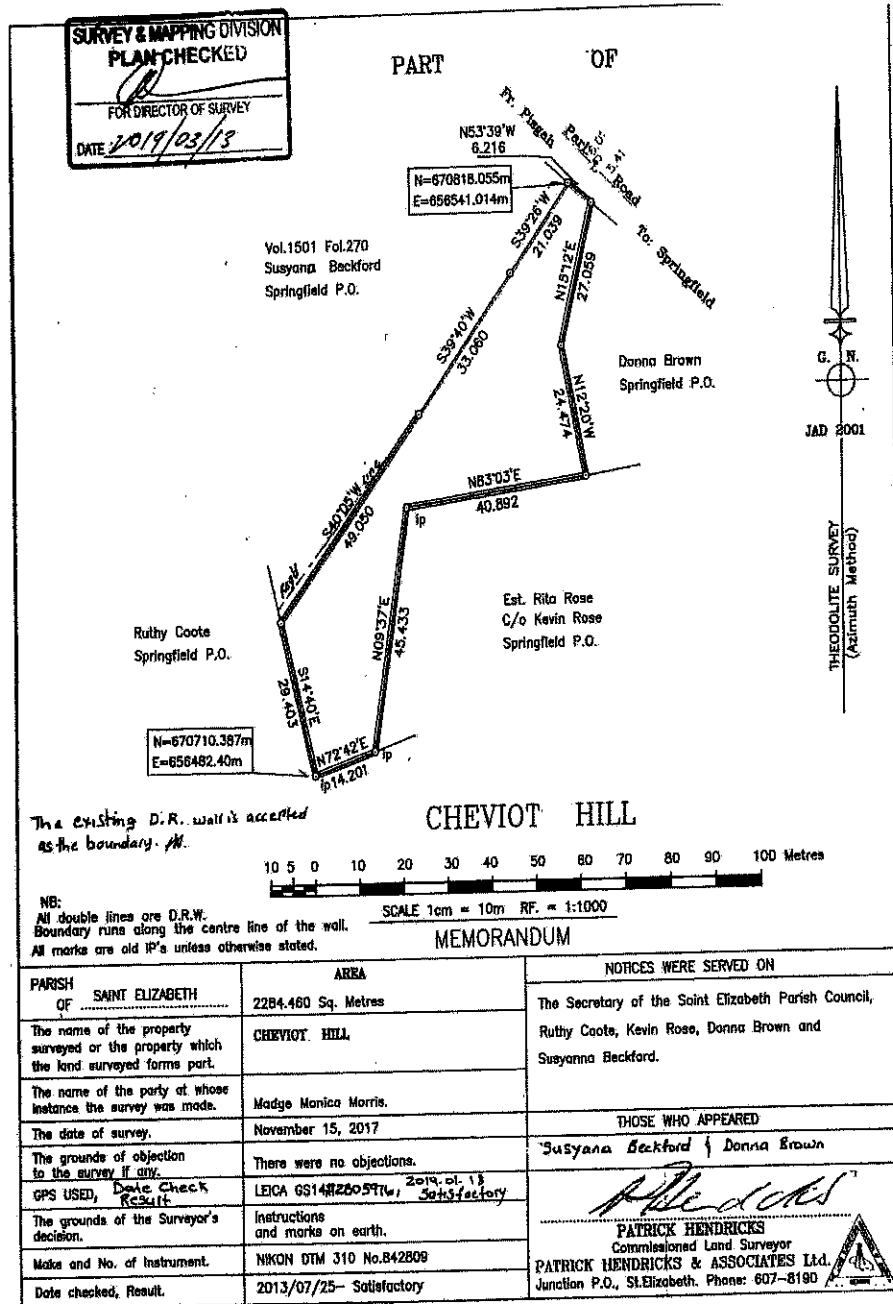 SURVEY & MAPPING DIVISION
PLAN CHECKED
FOR DIRECTOR OF SURVEY
DATE 2019/03/13
PART OF
Fr. Pisgah
Park
Road
To: Springfield
N53°39'W
6.216
N=670818.055m
E=656541.014m
S39°26'W
21.039
Vol.1501 Fol.270
Susyana Beckford
Springfield P.O.
27.059
S39°40'W
33.060
Donna Brown
Springfield P.O.
N12°20'W
24.474
G. N.
JAD 2001
N83°03'E
40.892
ip
S40°05'W
49.050
THEODOLITE SURVEY
(Azimuth Method)
N09°37'E
45.433
Est. Rita Rose
C/o Kevin Rose
Springfield P.O.
Ruthy Coote
Springfield P.O.
S14°40'E
29.403
N=670710.387m
E=656482.40m
N72°42'E
ip
ip
14.201
The existing D.R. wall is accepted
as the boundary.
CHEVIOT HILL
10 5 0 10 20 30 40 50 60 70 80 90 100 Metres
SCALE 1cm = 10m RF. = 1:1000
NB:
All double lines are D.R.W.
Boundary runs along the centre line of the wall.
All marks are old IP's unless otherwise stated.
MEMORANDUM
PARISH
OF SAINT ELIZABETH
AREA
2284.460 Sq. Metres
NOTICES WERE SERVED ON
The Secretary of the Saint Elizabeth Parish Council,
Ruthy Coote, Kevin Rose, Donna Brown and
Susyanna Beckford.
The name of the property
surveyed or the property which
the land surveyed forms part.
CHEVIOT HILL
The name of the party at whose
instance the survey was made.
Madge Monica Morris.
The date of survey.
November 15, 2017
THOSE WHO APPEARED
Susyana Beckford & Donna Brown
The grounds of objection
to the survey if any.
There were no objections.
GPS USED, Date Check
Result
LEICA GS14 2019.01.18
Satisfactory
The grounds of the Surveyor's
decision.
Instructions
and marks on earth.
PATRICK HENDRICKS
Commissioned Land Surveyor
PATRICK HENDRICKS & ASSOCIATES Ltd.
Junction P.O., St.Elizabeth. Phone: 607-8190
Make and No. of Instrument.
NIKON DTM 310 No.842809
Date checked, Result.
2013/07/25- Satisfactory